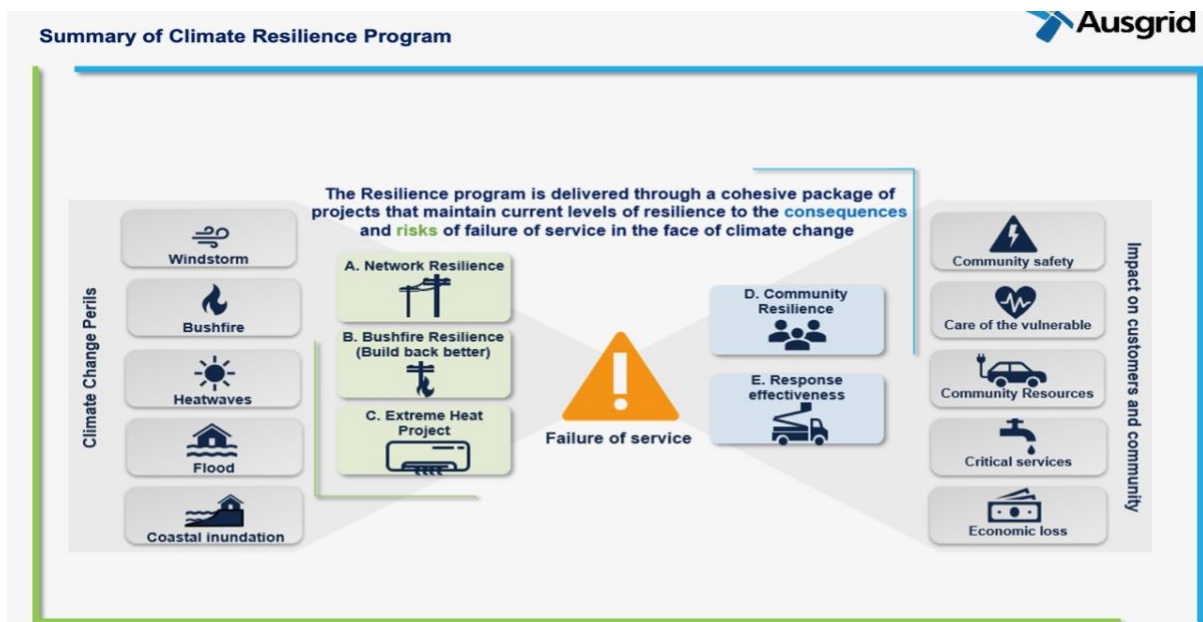 Summary of Climate Resilience Program
Ausgrid
The Resilience program is delivered through a cohesive package of
projects that maintain current levels of resilience to the consequences
and risks of failure of service in the face of climate change
Climate Change Perils
Windstorm
Bushfire
Heatwaves
Flood
Coastal inundation
A. Network Resilience
B. Bushfire Resilience
(Build back better)
C. Extreme Heat
Project
Failure of service
D. Community
Resilience
E. Response
effectiveness
Community safety
Care of the vulnerable
Community Resources
Critical services
Economic loss
Impact on customers and community